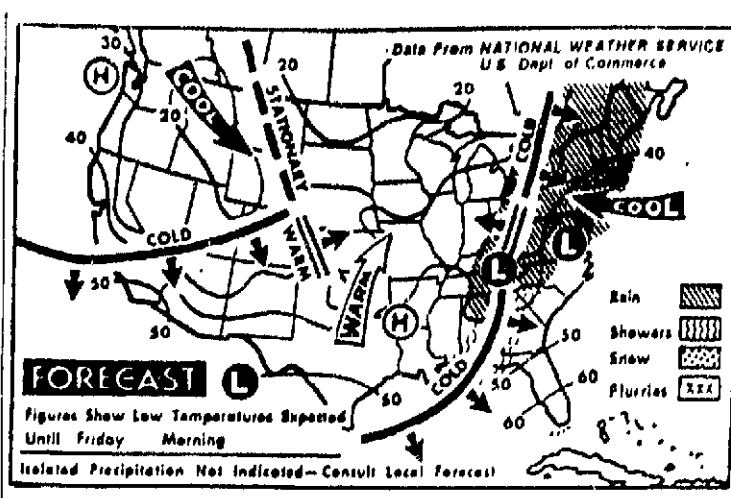 Data From NATIONAL WEATHER SERVICE
U S Dept of Commerce
30
H
COOL
20
20
20
STATIONARY
COLD
40
40
COOL
COLD
WARM
L
L
50
50
WARM
H
COLD
50
50
50
60
60
Rain
Showers
Snow
Flurries
FORECAST
L
Figures Show Low Temperatures Expected
Until Friday Morning
Isolated Precipitation Not Indicated—Consult Local Forecast